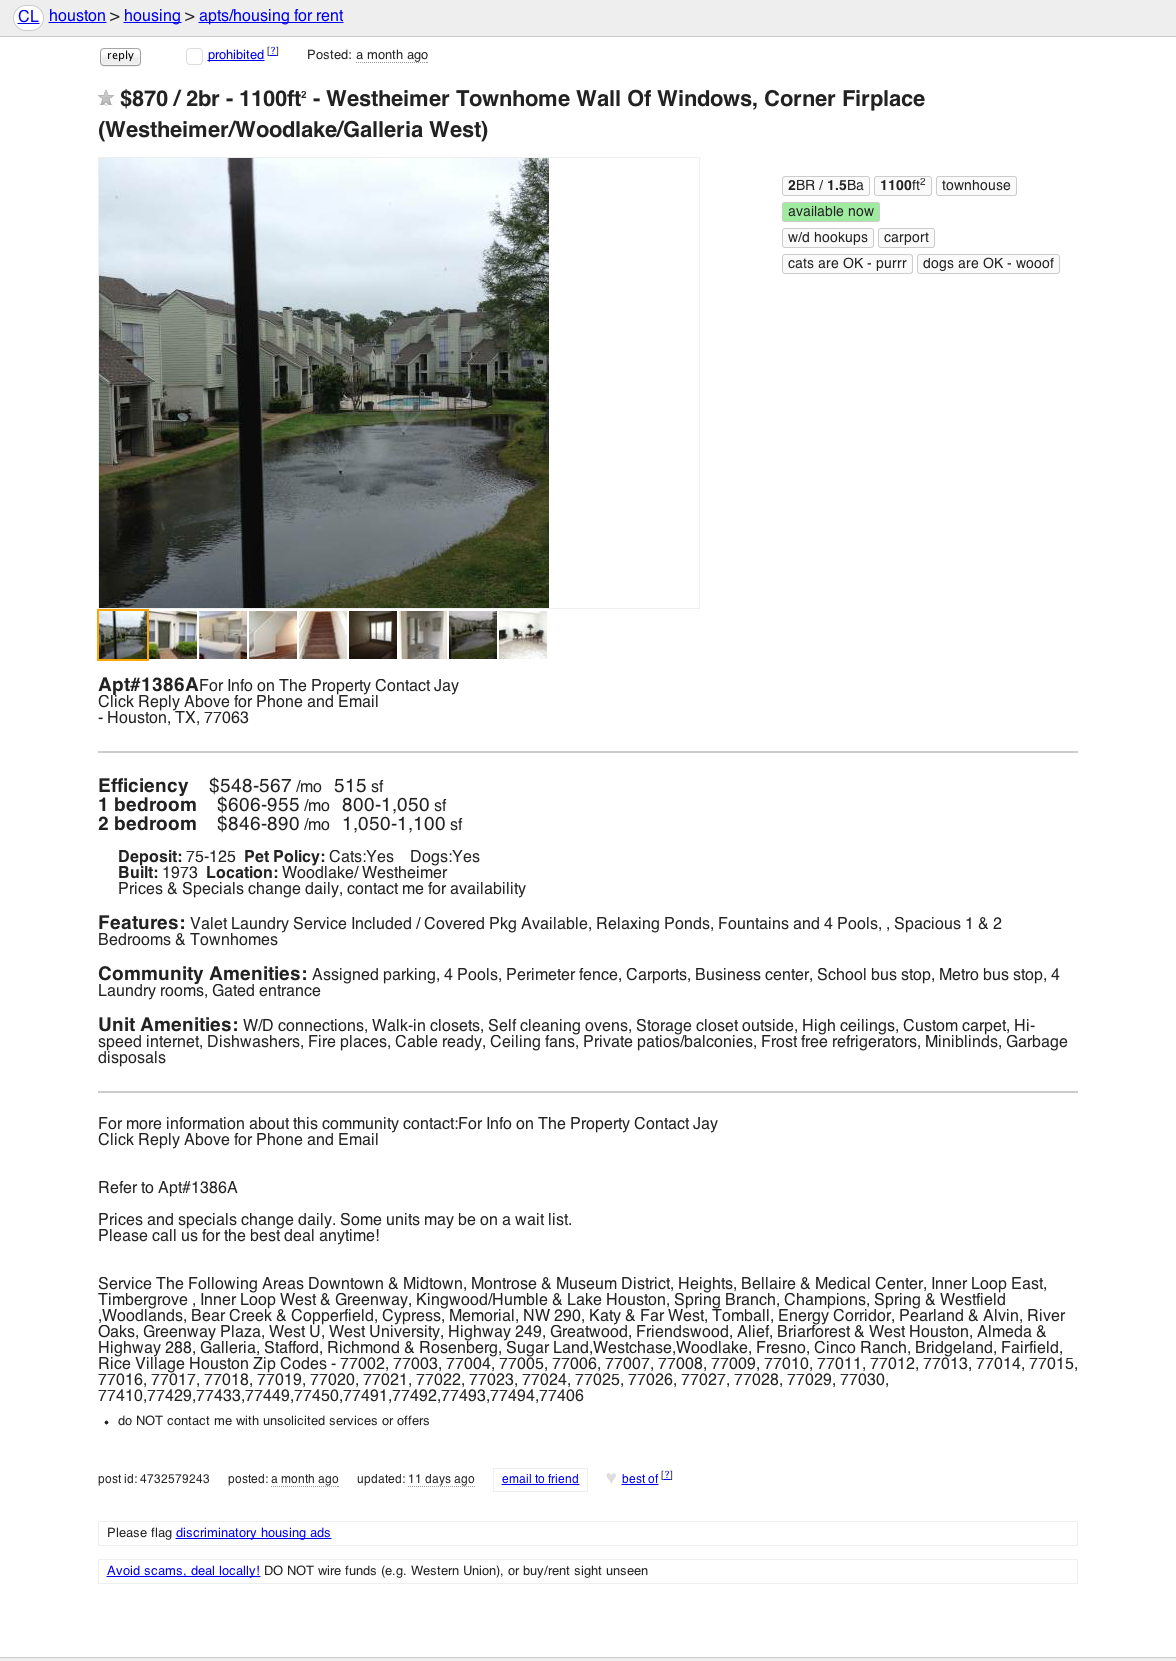 CL houston > housing > apts/housing for rent
reply prohibited [?] Posted: a month ago
$870 / 2br - 1100ft² - Westheimer Townhome Wall Of Windows, Corner Firplace
(Westheimer/Woodlake/Galleria West)
2BR / 1.5Ba 1100ft² townhouse
available now
w/d hookups carport
cats are OK - purrr dogs are OK - wooof
Apt#1386AFor Info on The Property Contact Jay
Click Reply Above for Phone and Email
- Houston, TX, 77063
Efficiency $548-567 /mo 515 sf
1 bedroom $606-955 /mo 800-1,050 sf
2 bedroom $846-890 /mo 1,050-1,100 sf
Deposit: 75-125 Pet Policy: Cats:Yes Dogs:Yes
Built: 1973 Location: Woodlake/ Westheimer
Prices & Specials change daily, contact me for availability
Features: Valet Laundry Service Included / Covered Pkg Available, Relaxing Ponds, Fountains and 4 Pools, , Spacious 1 & 2
Bedrooms & Townhomes
Community Amenities: Assigned parking, 4 Pools, Perimeter fence, Carports, Business center, School bus stop, Metro bus stop, 4
Laundry rooms, Gated entrance
Unit Amenities: W/D connections, Walk-in closets, Self cleaning ovens, Storage closet outside, High ceilings, Custom carpet, Hi-
speed internet, Dishwashers, Fire places, Cable ready, Ceiling fans, Private patios/balconies, Frost free refrigerators, Miniblinds, Garbage
disposals
For more information about this community contact:For Info on The Property Contact Jay
Click Reply Above for Phone and Email
Refer to Apt#1386A
Prices and specials change daily. Some units may be on a wait list.
Please call us for the best deal anytime!
Service The Following Areas Downtown & Midtown, Montrose & Museum District, Heights, Bellaire & Medical Center, Inner Loop East,
Timbergrove , Inner Loop West & Greenway, Kingwood/Humble & Lake Houston, Spring Branch, Champions, Spring & Westfield
,Woodlands, Bear Creek & Copperfield, Cypress, Memorial, NW 290, Katy & Far West, Tomball, Energy Corridor, Pearland & Alvin, River
Oaks, Greenway Plaza, West U, West University, Highway 249, Greatwood, Friendswood, Alief, Briarforest & West Houston, Almeda &
Highway 288, Galleria, Stafford, Richmond & Rosenberg, Sugar Land,Westchase,Woodlake, Fresno, Cinco Ranch, Bridgeland, Fairfield,
Rice Village Houston Zip Codes - 77002, 77003, 77004, 77005, 77006, 77007, 77008, 77009, 77010, 77011, 77012, 77013, 77014, 77015,
77016, 77017, 77018, 77019, 77020, 77021, 77022, 77023, 77024, 77025, 77026, 77027, 77028, 77029, 77030,
77410,77429,77433,77449,77450,77491,77492,77493,77494,77406
• do NOT contact me with unsolicited services or offers
post id: 4732579243 posted: a month ago updated: 11 days ago email to friend ♥ best of [?]
Please flag discriminatory housing ads
Avoid scams, deal locally! DO NOT wire funds (e.g. Western Union), or buy/rent sight unseen